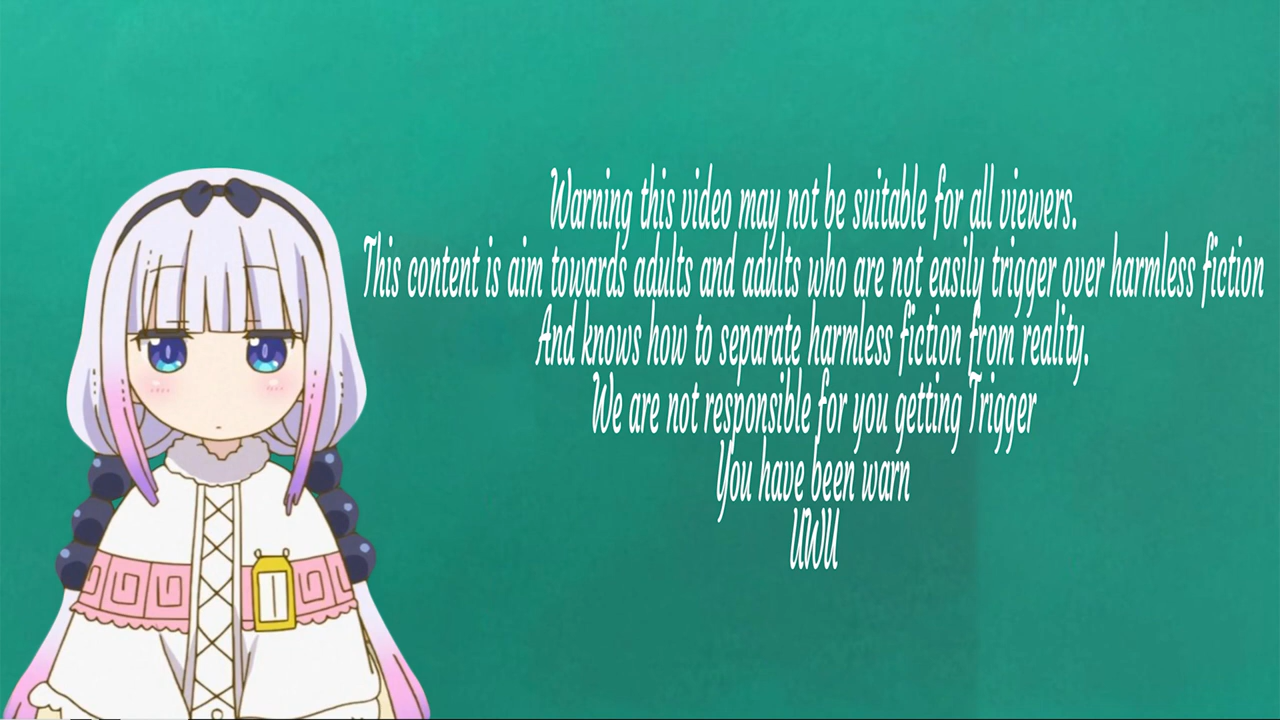 Warning this video may not be suitable for all viewers.
This content is aim towards adults and adults who are not easily trigger over harmless fiction
And knows how to separate harmless fiction from reality.
We are not responsible for you getting Trigger
You have been warn
UWU